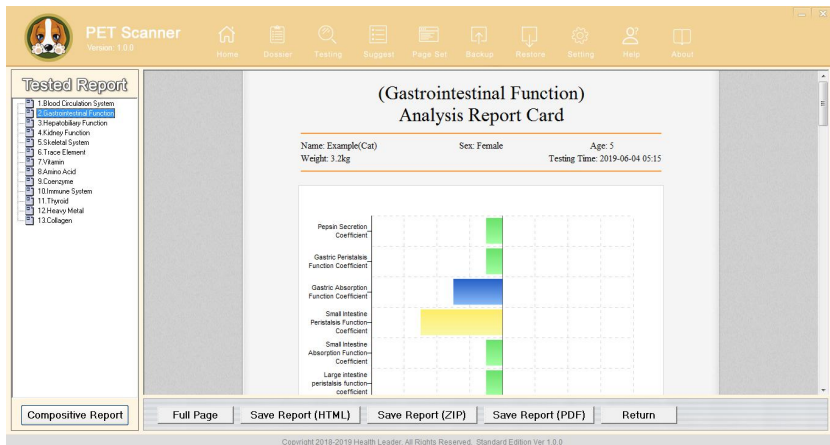 PET Scanner
Version: 1.0.0
Home
Dossier
Testing
Suggest
Page Set
Backup
Restore
Setting
Help
About
Tested Report
1.Blood Circulation System
2.Gastrointestinal Function
3.Hepatobiliary Function
4.Kidney Function
5.Skeletal System
6.Trace Element
7.Vitamin
8.Amino Acid
9.Coenzyme
10.Immune System
11.Thyroid
12.Heavy Metal
13.Collagen
Compositive Report
(Gastrointestinal Function)
Analysis Report Card
Name: Example(Cat) Sex: Female Age: 5
Weight: 3.2kg Testing Time: 2019-06-04 05:15
Pepsin Secretion
Coefficient
Gastric Peristalsis
Function Coefficient
Gastric Absorption
Function Coefficient
Small Intestine
Peristalsis Function
Coefficient
Small Intestine
Absorption Function
Coefficient
Large intestine
peristalsis function
coefficient
Full Page
Save Report (HTML)
Save Report (ZIP)
Save Report (PDF)
Return
Copyright 2018-2019 Health Leader. All Rights Reserved. Standard Edition Ver 1.0.0